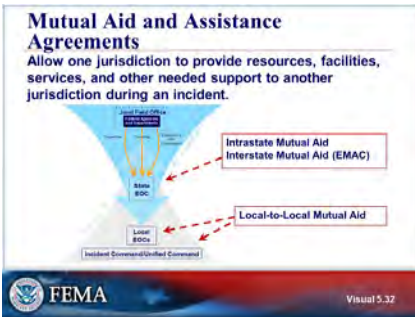 Mutual Aid and Assistance
Agreements
Allow one jurisdiction to provide resources, facilities,
services, and other needed support to another
jurisdiction during an incident.
Joint Field Office
Intrastate Mutual Aid
Interstate Mutual Aid (EMAC)
State
EOC
Local-to-Local Mutual Aid
Local
EOCs
Incident Command/Unified Command
FEMA
Visual 5.32